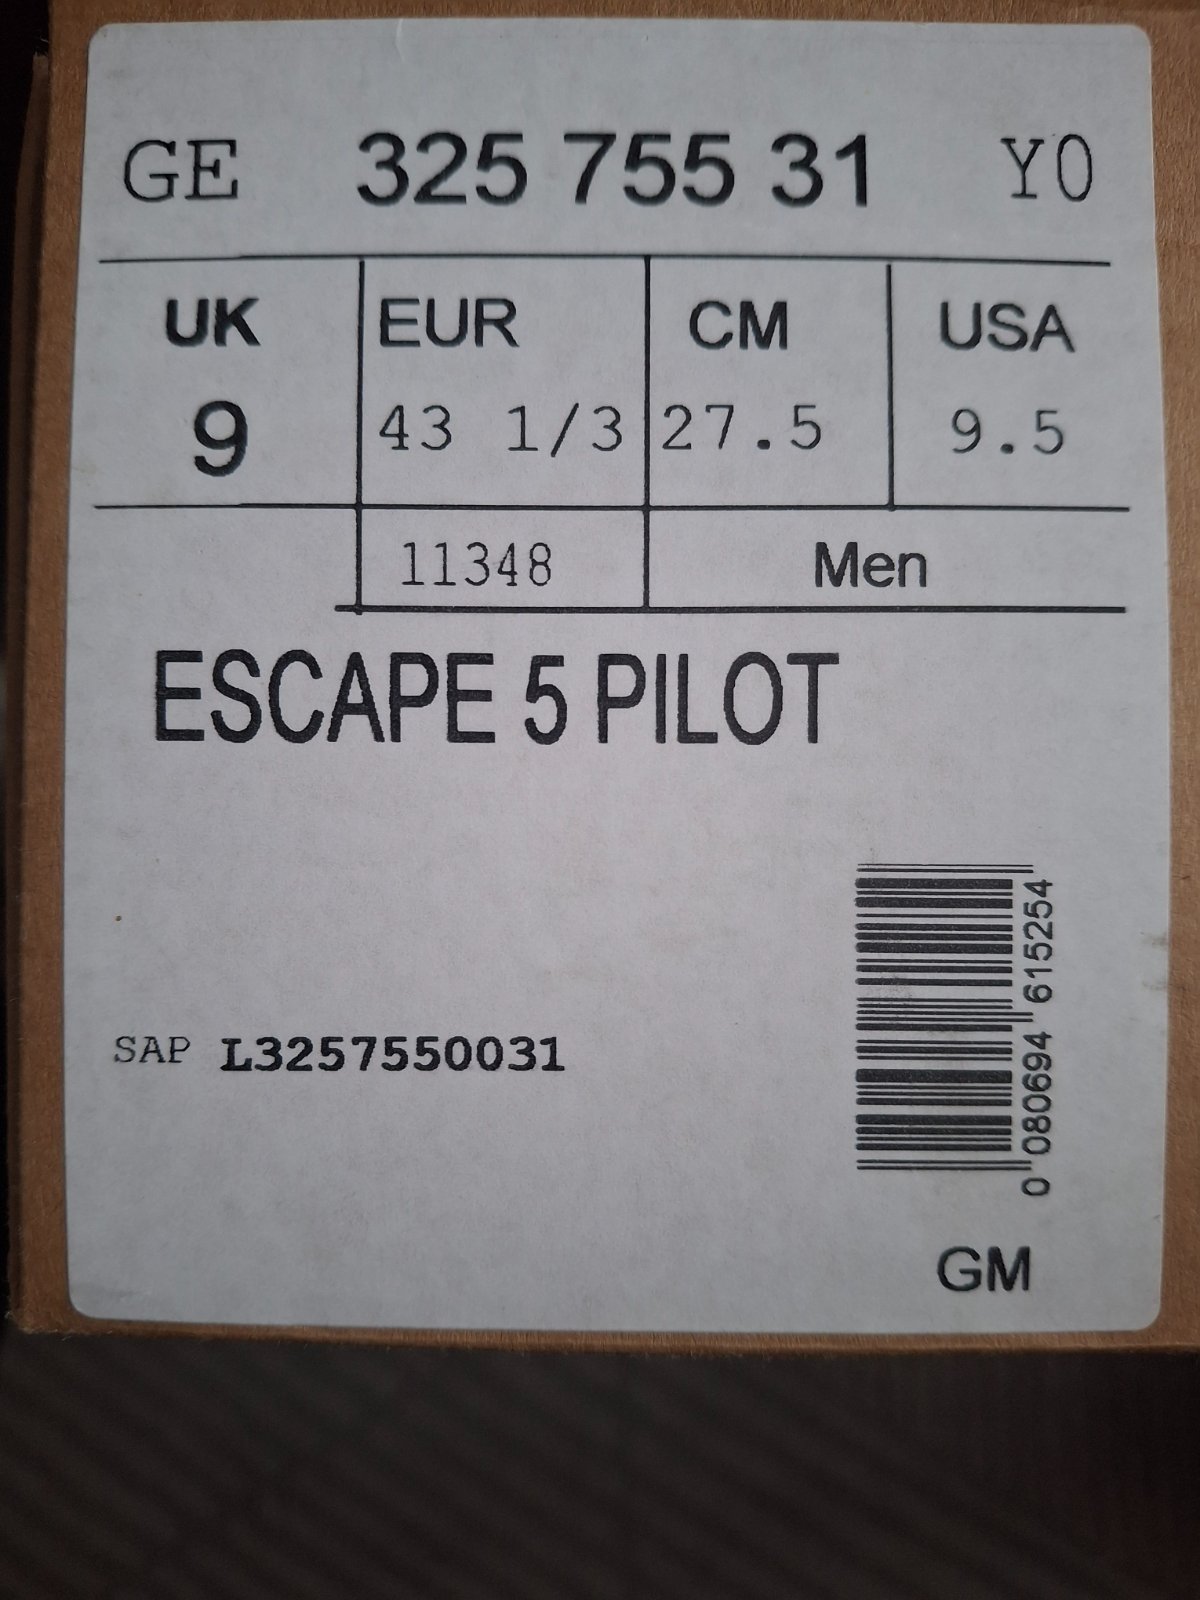 GE 325 755 31 Y0
UK EUR CM USA
9 43 1/3 27.5 9.5
11348 Men
ESCAPE 5 PILOT
0 080694 615254
SAP L3257550031
GM